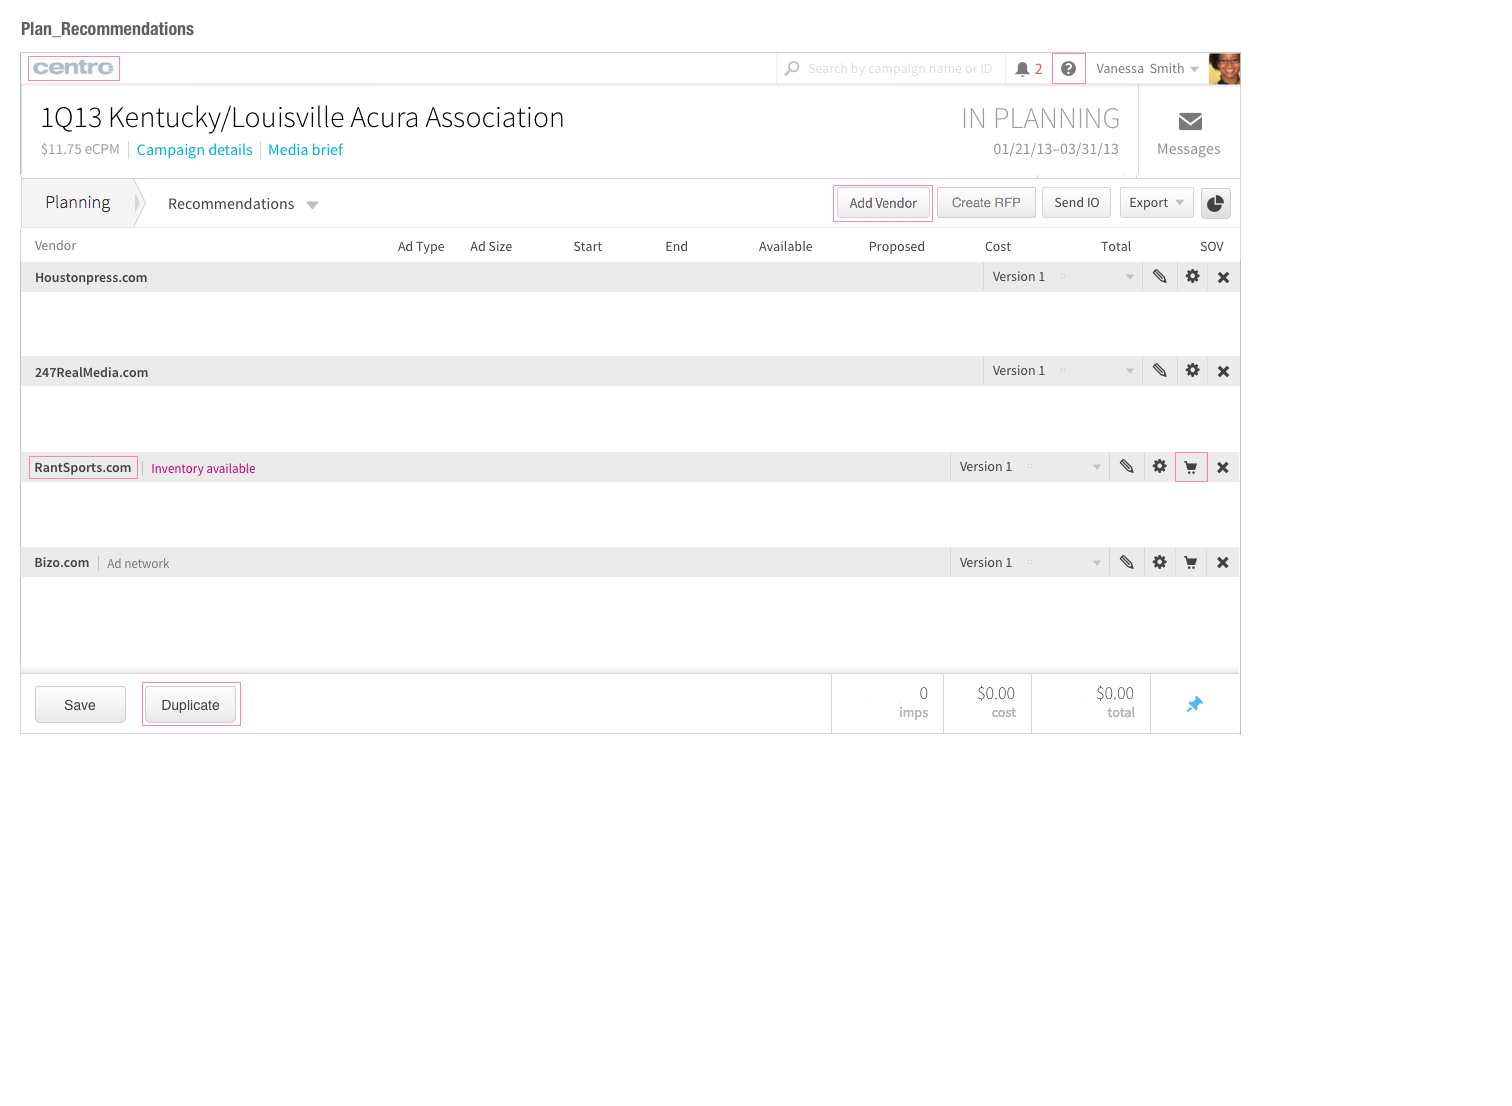 Plan_Recommendations
centro
Search by campaign name or ID
2
?
Vanessa Smith
1Q13 Kentucky/Louisville Acura Association
IN PLANNING
$11.75 eCPM
Campaign details
Media brief
01/21/13–03/31/13
Messages
Planning
Recommendations
Add Vendor
Create RFP
Send IO
Export
Vendor
Ad Type
Ad Size
Start
End
Available
Proposed
Cost
Total
SOV
Houstonpress.com
Version 1
247RealMedia.com
Version 1
RantSports.com
Inventory available
Version 1
Bizo.com
Ad network
Version 1
Save
Duplicate
0
imps
$0.00
cost
$0.00
total